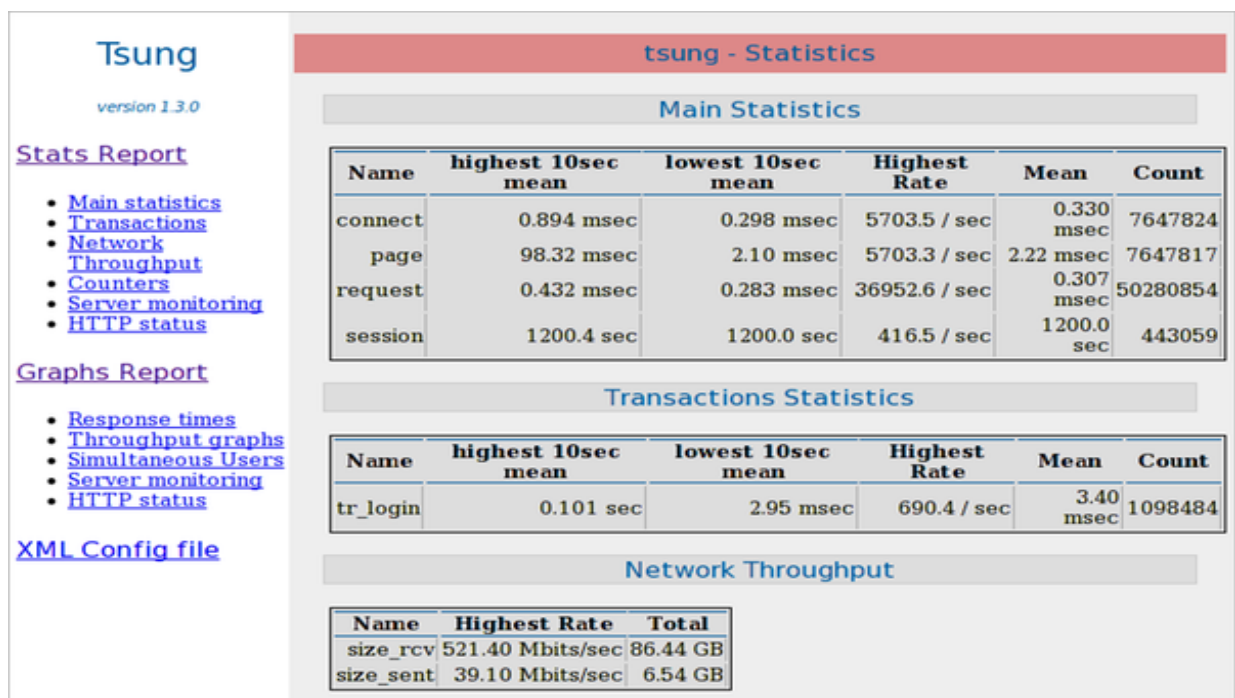 Tsung
version 1.3.0
Stats Report
Main statistics
Transactions
Network
Throughput
Counters
Server monitoring
HTTP status
Graphs Report
Response times
Throughput graphs
Simultaneous Users
Server monitoring
HTTP status
XML Config file
tsung - Statistics
Main Statistics
Name highest 10sec mean lowest 10sec mean Highest Rate Mean Count
connect 0.894 msec 0.298 msec 5703.5 / sec 0.330 msec 7647824
page 98.32 msec 2.10 msec 5703.3 / sec 2.22 msec 7647817
request 0.432 msec 0.283 msec 36952.6 / sec 0.307 msec 50280854
session 1200.4 sec 1200.0 sec 416.5 / sec 1200.0 sec 443059
Transactions Statistics
Name highest 10sec mean lowest 10sec mean Highest Rate Mean Count
tr_login 0.101 sec 2.95 msec 690.4 / sec 3.40 msec 1098484
Network Throughput
Name Highest Rate Total
size_rcv 521.40 Mbits/sec 86.44 GB
size_sent 39.10 Mbits/sec 6.54 GB